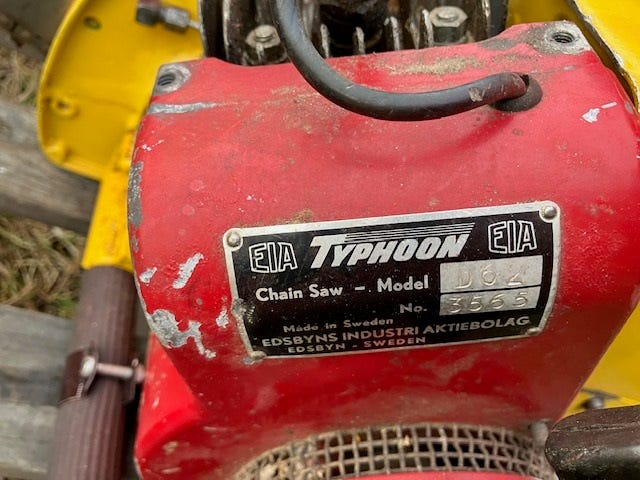 EIA TYPHOON EIA
Chain Saw - Model D62
No. 3565
Made in Sweden
EDSBYNS INDUSTRI AKTIEBOLAG
EDSBYN - SWEDEN